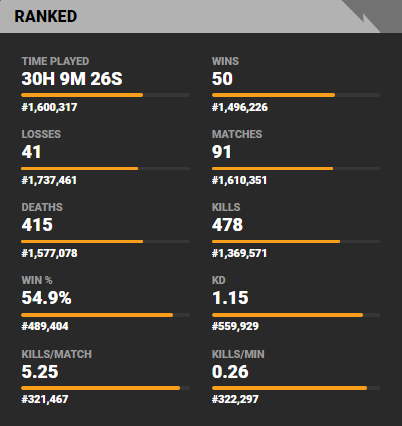 RANKED
TIME PLAYED
30H 9M 26S
#1,600,317
WINS
50
#1,496,226
LOSSES
41
#1,737,461
MATCHES
91
#1,610,351
DEATHS
415
#1,577,078
KILLS
478
#1,369,571
WIN %
54.9%
#489,404
KD
1.15
#559,929
KILLS/MATCH
5.25
#321,467
KILLS/MIN
0.26
#322,297